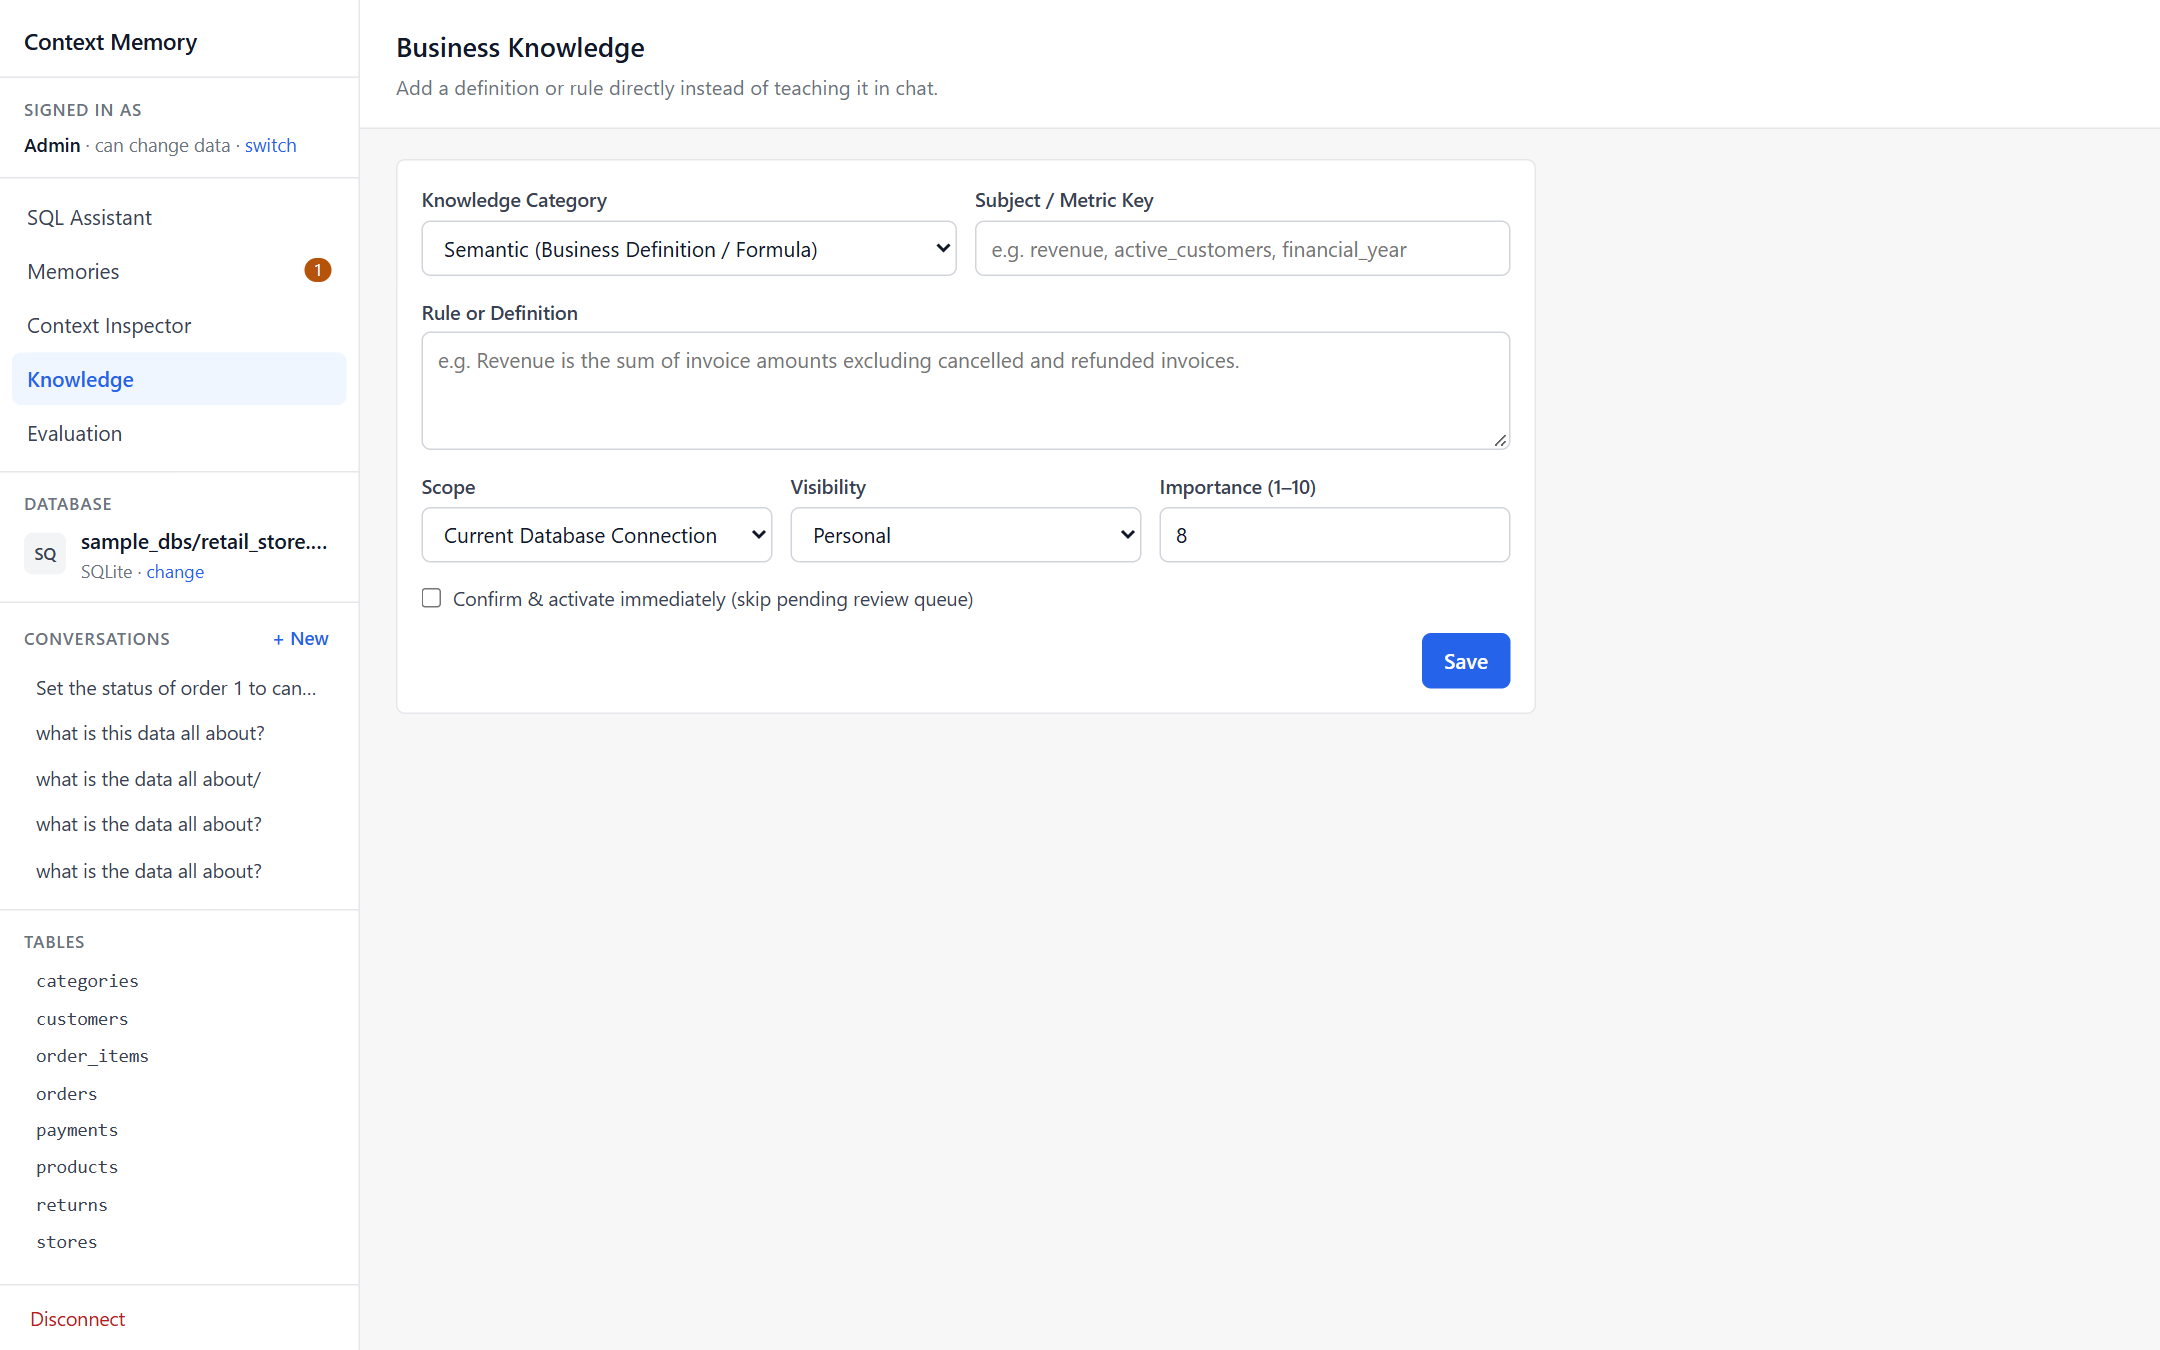 Context Memory
SIGNED IN AS
Admin · can change data · switch
SQL Assistant
Memories 1
Context Inspector
Knowledge
Evaluation
DATABASE
SQ
sample_dbs/retail_store....
SQLite · change
CONVERSATIONS + New
Set the status of order 1 to can...
what is this data all about?
what is the data all about/
what is the data all about?
what is the data all about?
TABLES
categories
customers
order_items
orders
payments
products
returns
stores
Disconnect
Business Knowledge
Add a definition or rule directly instead of teaching it in chat.
Knowledge Category Subject / Metric Key
Semantic (Business Definition / Formula) e.g. revenue, active_customers, financial_year
Rule or Definition
e.g. Revenue is the sum of invoice amounts excluding cancelled and refunded invoices.
Scope Visibility Importance (1–10)
Current Database Connection Personal 8
Confirm & activate immediately (skip pending review queue)
Save